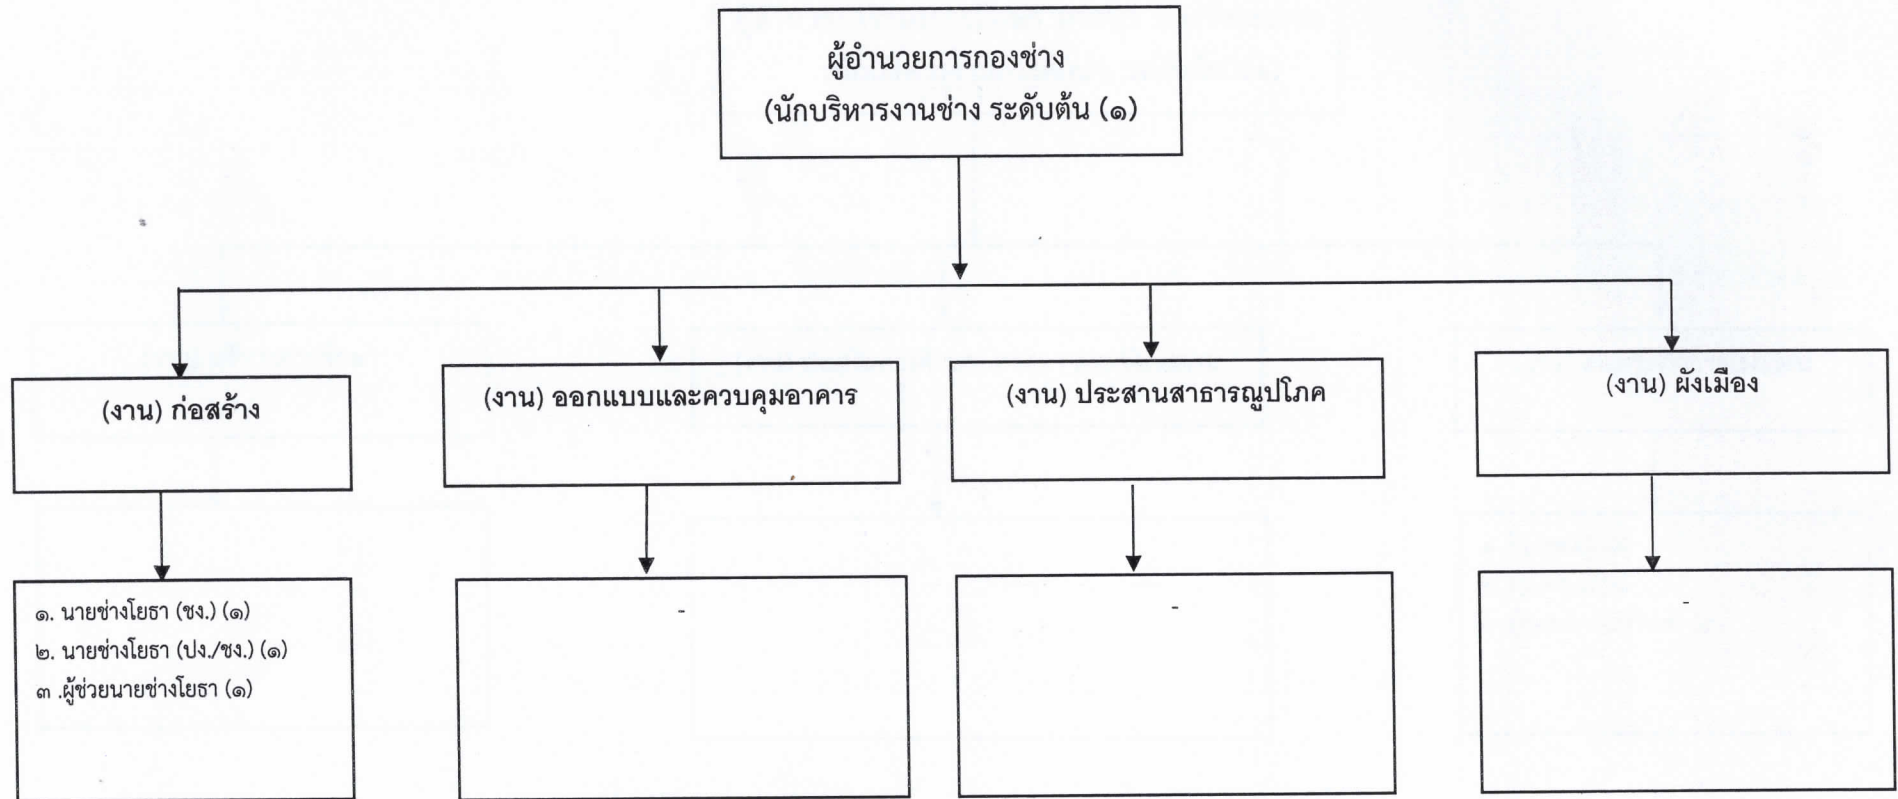 ผู้อำนวยการกองช่าง
(นักบริหารงานช่าง ระดับต้น (๑)
(งาน) ก่อสร้าง
(งาน) ออกแบบและควบคุมอาคาร
(งาน) ประสานสาธารณูปโภค
(งาน) ผังเมือง
๑. นายช่างโยธา (ชง.) (๑)
๒. นายช่างโยธา (ปง./ชง.) (๑)
๓ .ผู้ช่วยนายช่างโยธา (๑)
-
-
-